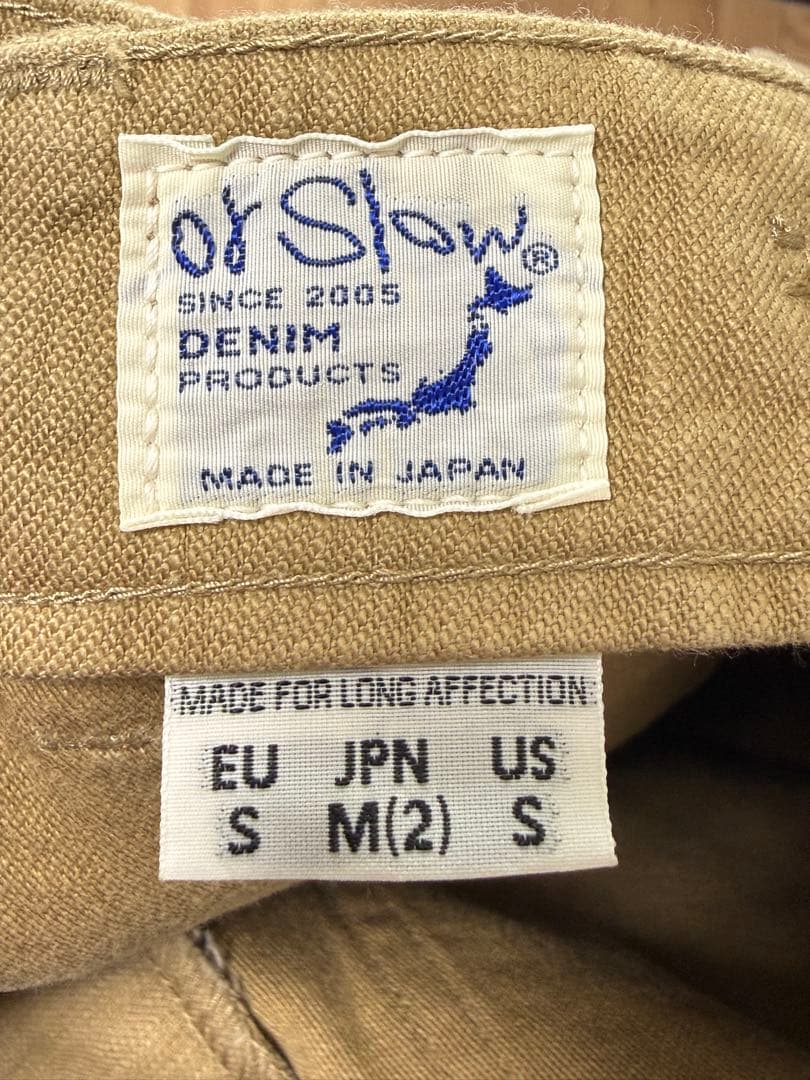 or Slow®
SINCE 2005
DENIM
PRODUCTS
MADE IN JAPAN
MADE FOR LONG AFFECTION
EU JPN US
S M(2) S